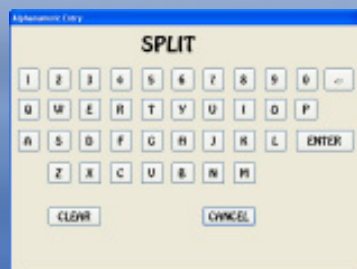 Alphanumeric Entry
SPLIT
1 2 3 4 5 6 7 8 9 0 ←
Q W E R T Y U I O P
A S D F G H J K L ENTER
Z X C V B N M
CLEAR CANCEL